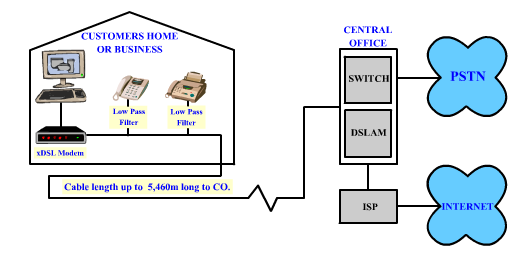 CUSTOMERS HOME
OR BUSINESS
Low Pass
Filter
Low Pass
Filter
xDSL Modem
Cable length up to 5,460m long to CO.
CENTRAL
OFFICE
SWITCH
DSLAM
PSTN
ISP
INTERNET